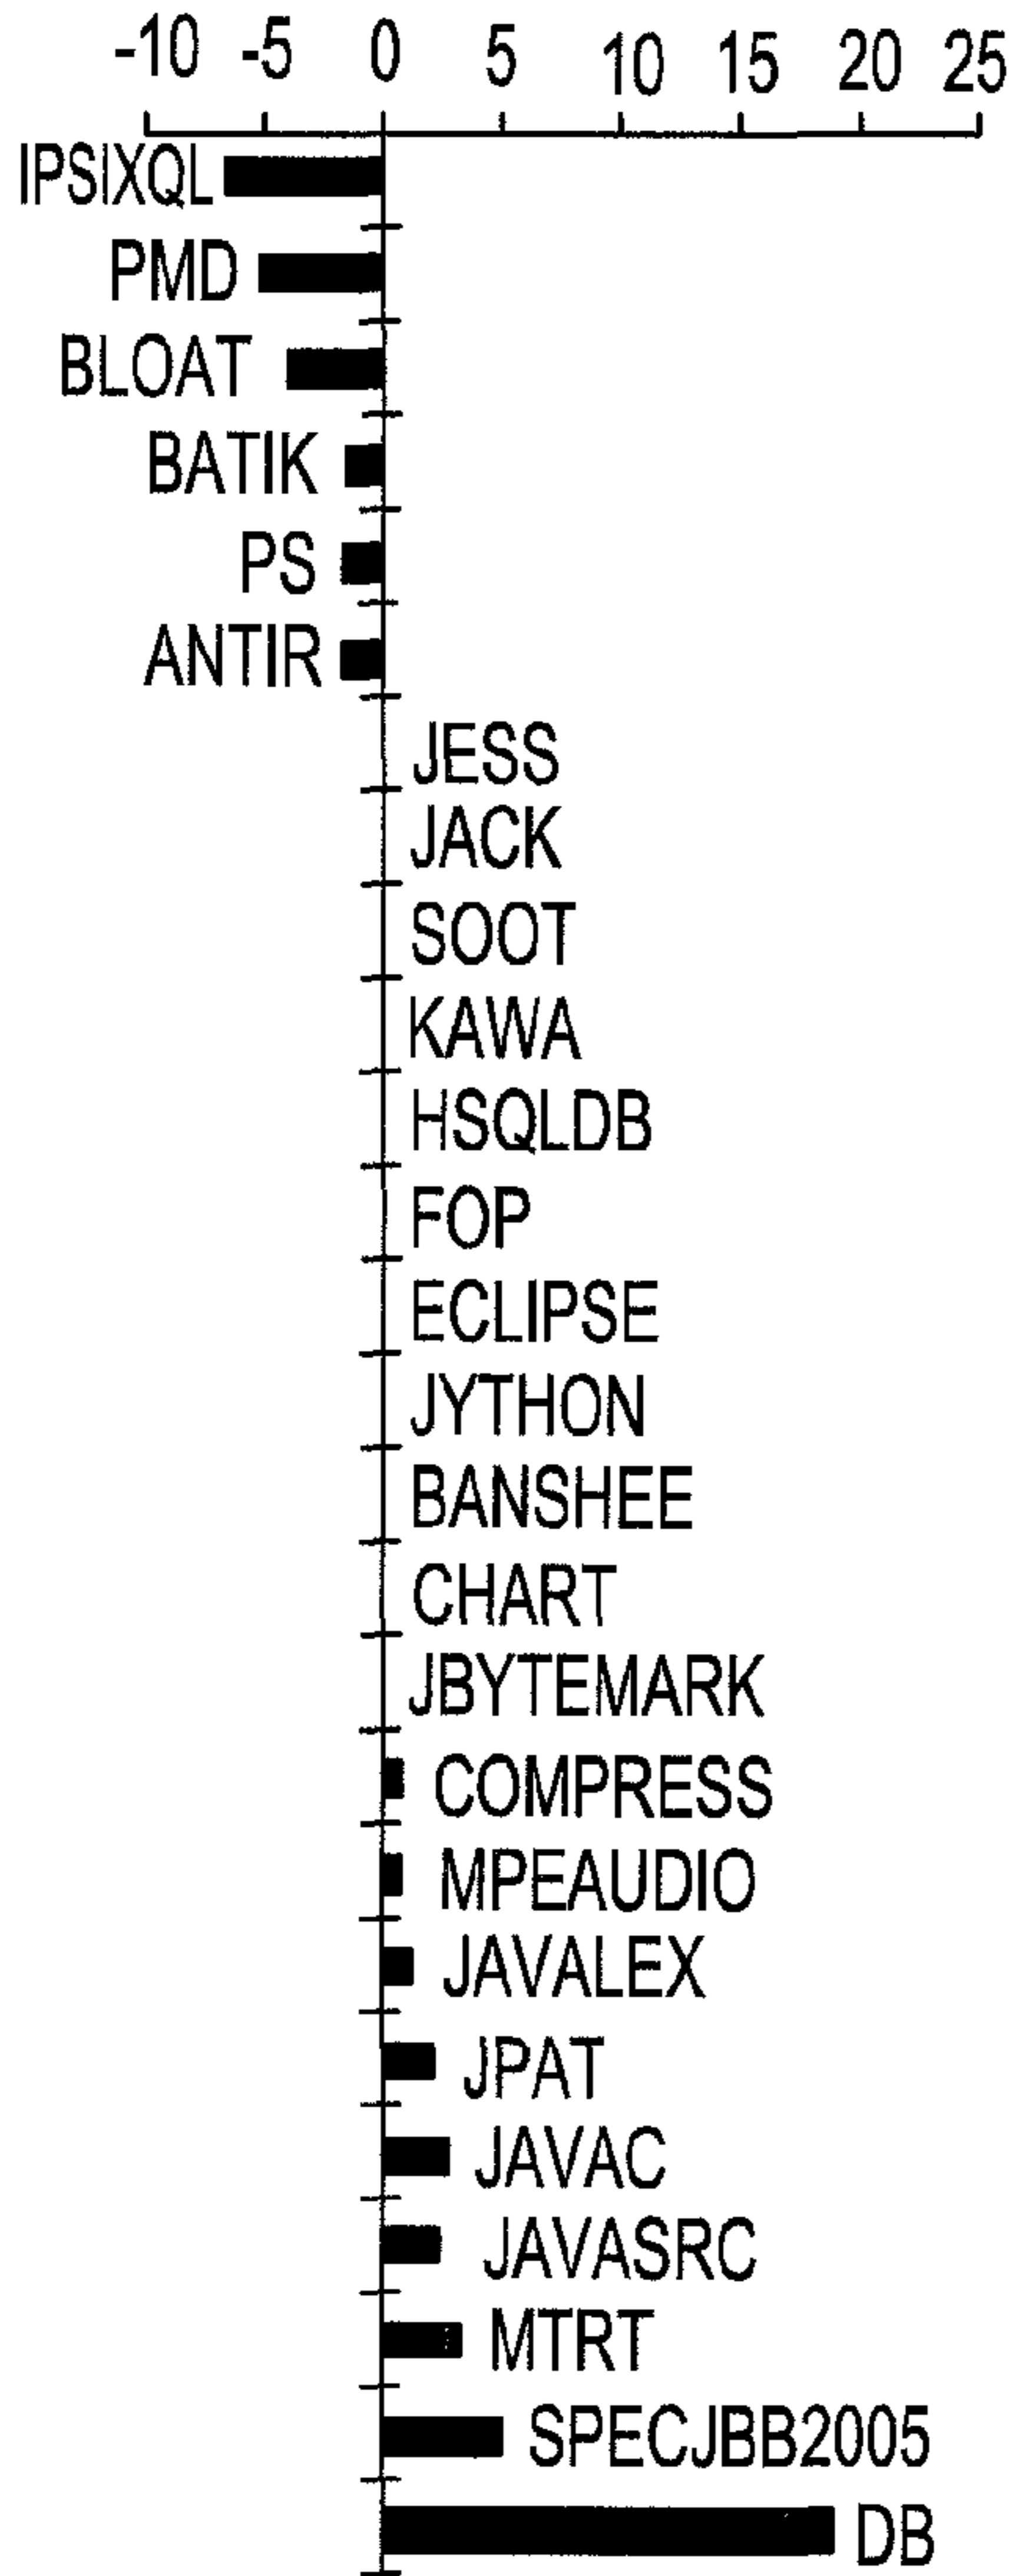 -10 -5 0 5 10 15 20 25
IPSIXQL
PMD
BLOAT
BATIK
PS
ANTIR
JESS
JACK
SOOT
KAWA
HSQLDB
FOP
ECLIPSE
JYTHON
BANSHEE
CHART
JBYTEMARK
COMPRESS
MPEAUDIO
JAVALEX
JPAT
JAVAC
JAVASRC
MTRT
SPECJBB2005
DB